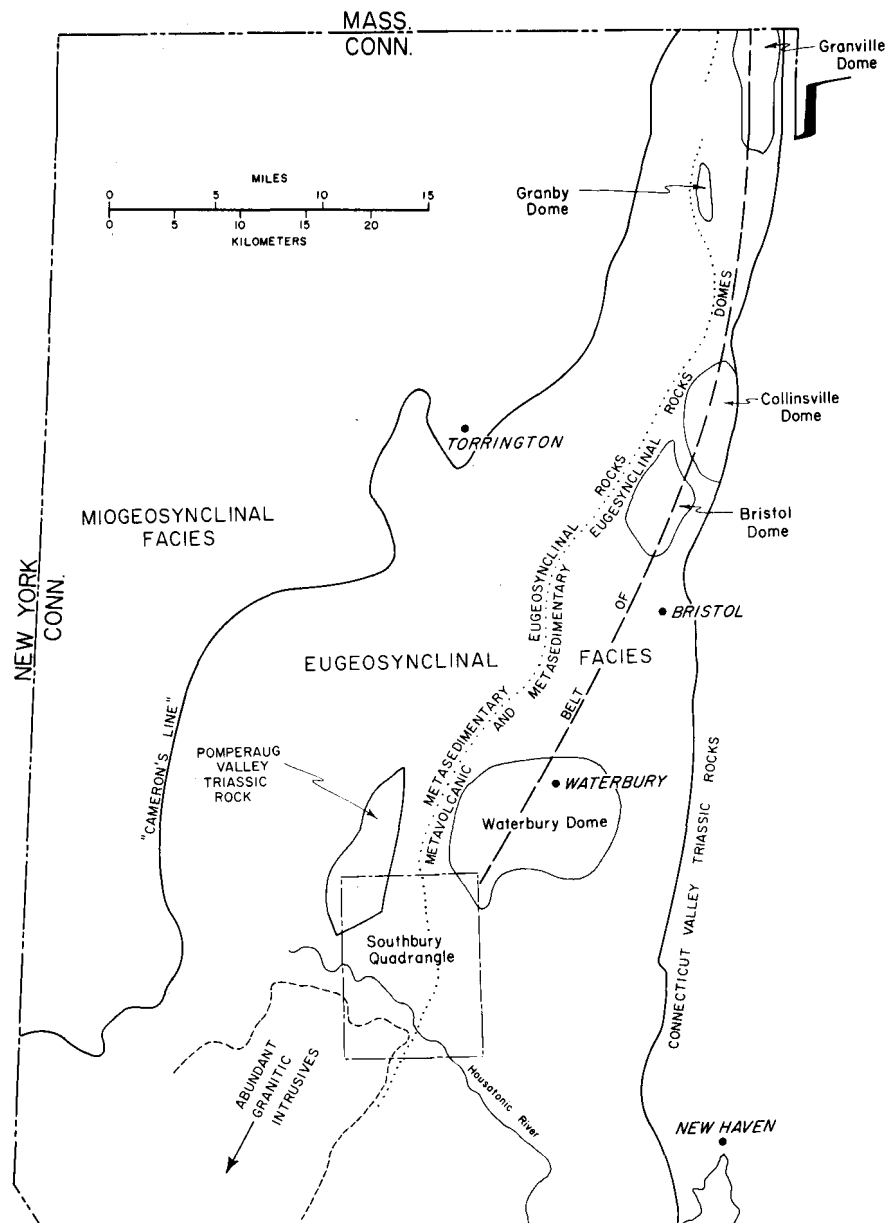 MASS.
CONN.
Granville
Dome
MILES
0 5 10 15
0 5 10 15 20
KILOMETERS
Granby
Dome
DOMES
Collinsville
Dome
TORRINGTON
MIOGEOSYNCLINAL
FACIES
EUGEOSYNCLINAL ROCKS
EUGESYNCLINAL ROCKS
Bristol
Dome
NEW YORK
CONN.
OF
BRISTOL
EUGEOSYNCLINAL FACIES
METASEDIMENTARY
METASEDIMENTARY AND
METAVOLCANIC
BELT
"CAMERON'S LINE"
POMPERAUG
VALLEY
TRIASSIC
ROCK
WATERBURY
Waterbury Dome
CONNECTICUT VALLEY TRIASSIC ROCKS
Southbury
Quadrangle
ABUNDANT
GRANITIC
INTRUSIVES
Housatonic River
NEW HAVEN